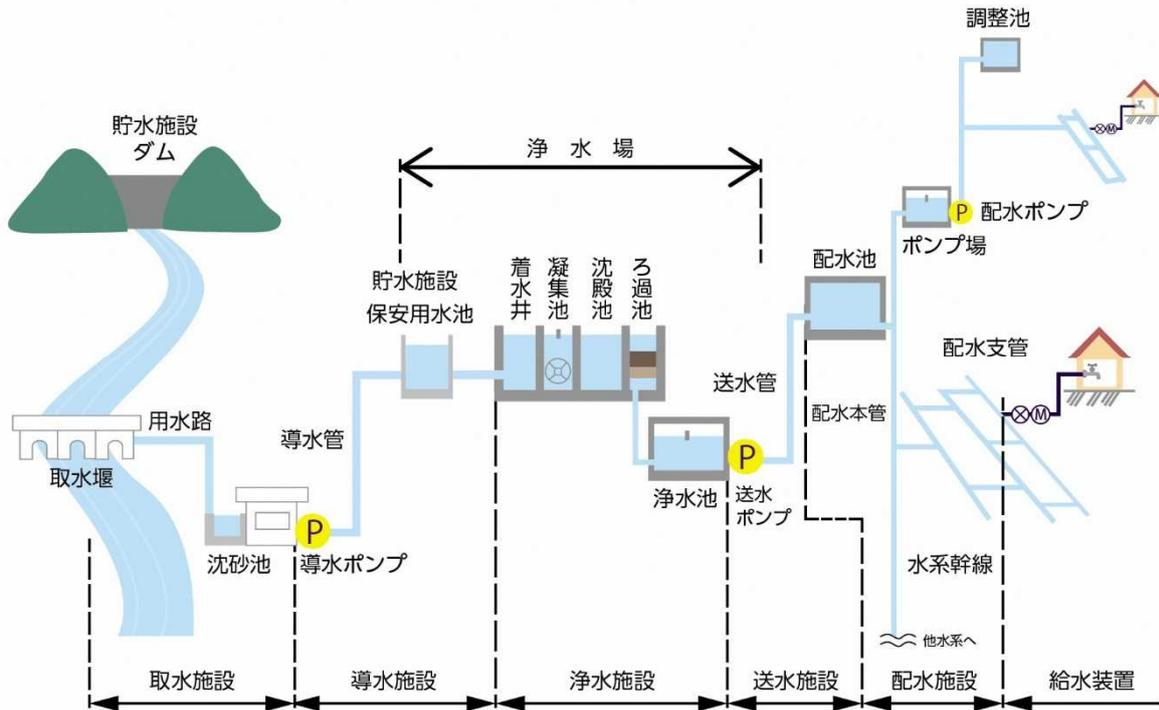 調整池
貯水施設
ダム
浄水場
P
配水ポンプ
ポンプ場
配水池
着水井
凝集池
沈殿池
ろ過池
貯水施設
保安用水池
M
配水支管
送水管
配水本管
用水路
導水管
取水堰
M
P
浄水池
送水
ポンプ
P
沈砂池
導水ポンプ
水系幹線
他水系へ
取水施設
導水施設
浄水施設
送水施設
配水施設
給水装置